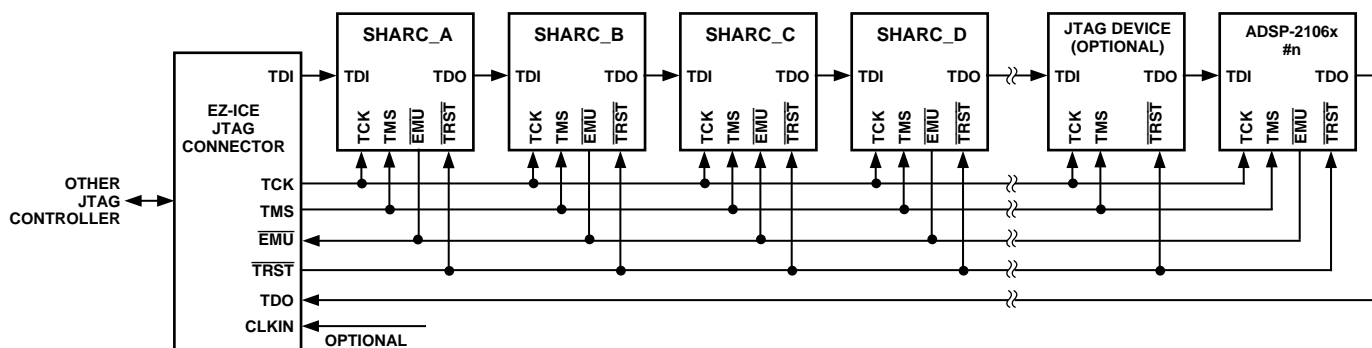 SHARC_A
SHARC_B
SHARC_C
SHARC_D
JTAG DEVICE
(OPTIONAL)
ADSP-2106x
#n
TDI
TDI
TDO
TDI
TDO
TDI
TDO
TDI
TDO
TDI
TDO
EZ-ICE
JTAG
CONNECTOR
TCK
TMS
EMU
TRST
TCK
TMS
EMU
TRST
TCK
TMS
EMU
TRST
TCK
TMS
EMU
TRST
TCK
TMS
TRST
TCK
TMS
EMU
TRST
OTHER
JTAG
CONTROLLER
TCK
TMS
EMU
TRST
TDO
CLKIN
OPTIONAL